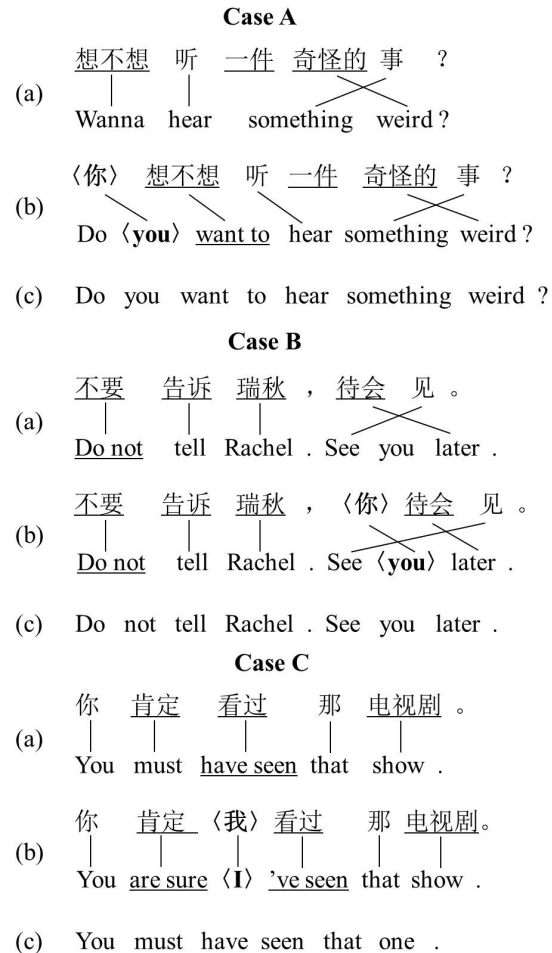 Case A
想不想 听 一件 奇怪的 事 ?
(a)
Wanna hear something weird ?
〈你〉 想不想 听 一件 奇怪的 事 ?
(b)
Do 〈you〉 want to hear something weird ?
(c) Do you want to hear something weird ?
Case B
不要 告诉 瑞秋 , 待会 见 。
(a)
Do not tell Rachel . See you later .
不要 告诉 瑞秋 , 〈你〉 待会 见 。
(b)
Do not tell Rachel . See 〈you〉 later .
(c) Do not tell Rachel . See you later .
Case C
你 肯定 看过 那 电视剧 。
(a)
You must have seen that show .
你 肯定 〈我〉 看过 那 电视剧。
(b)
You are sure 〈I〉 've seen that show .
(c) You must have seen that one .